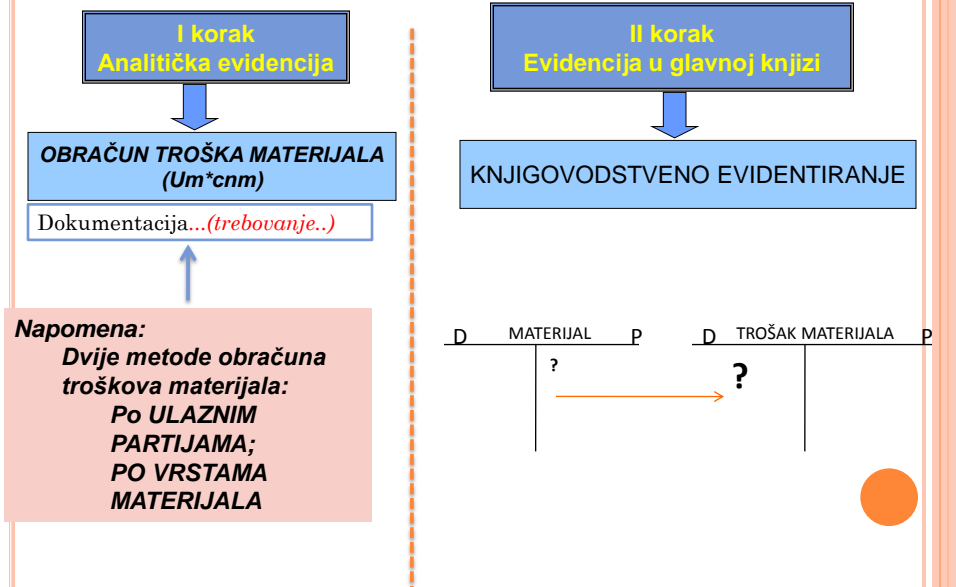 I korak
Analitička evidencija
OBRAČUN TROŠKA MATERIJALA
(Um*cnm)
Dokumentacija...(trebovanje..)
Napomena:
Dvije metode obračuna
troškova materijala:
Po ULAZNIM
PARTIJAMA;
PO VRSTAMA
MATERIJALA
II korak
Evidencija u glavnoj knjizi
KNJIGOVODSTVENO EVIDENTIRANJE
D MATERIJAL P
?
D TROŠAK MATERIJALA P
?